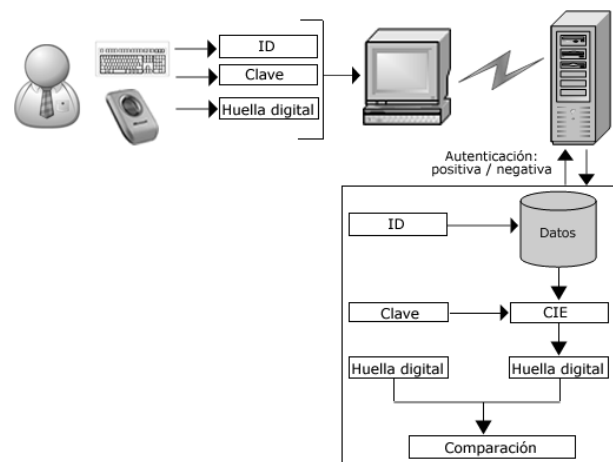 ID
Clave
Huella digital
Autenticación:
positiva / negativa
ID
Datos
Clave
CIE
Huella digital
Huella digital
Comparación